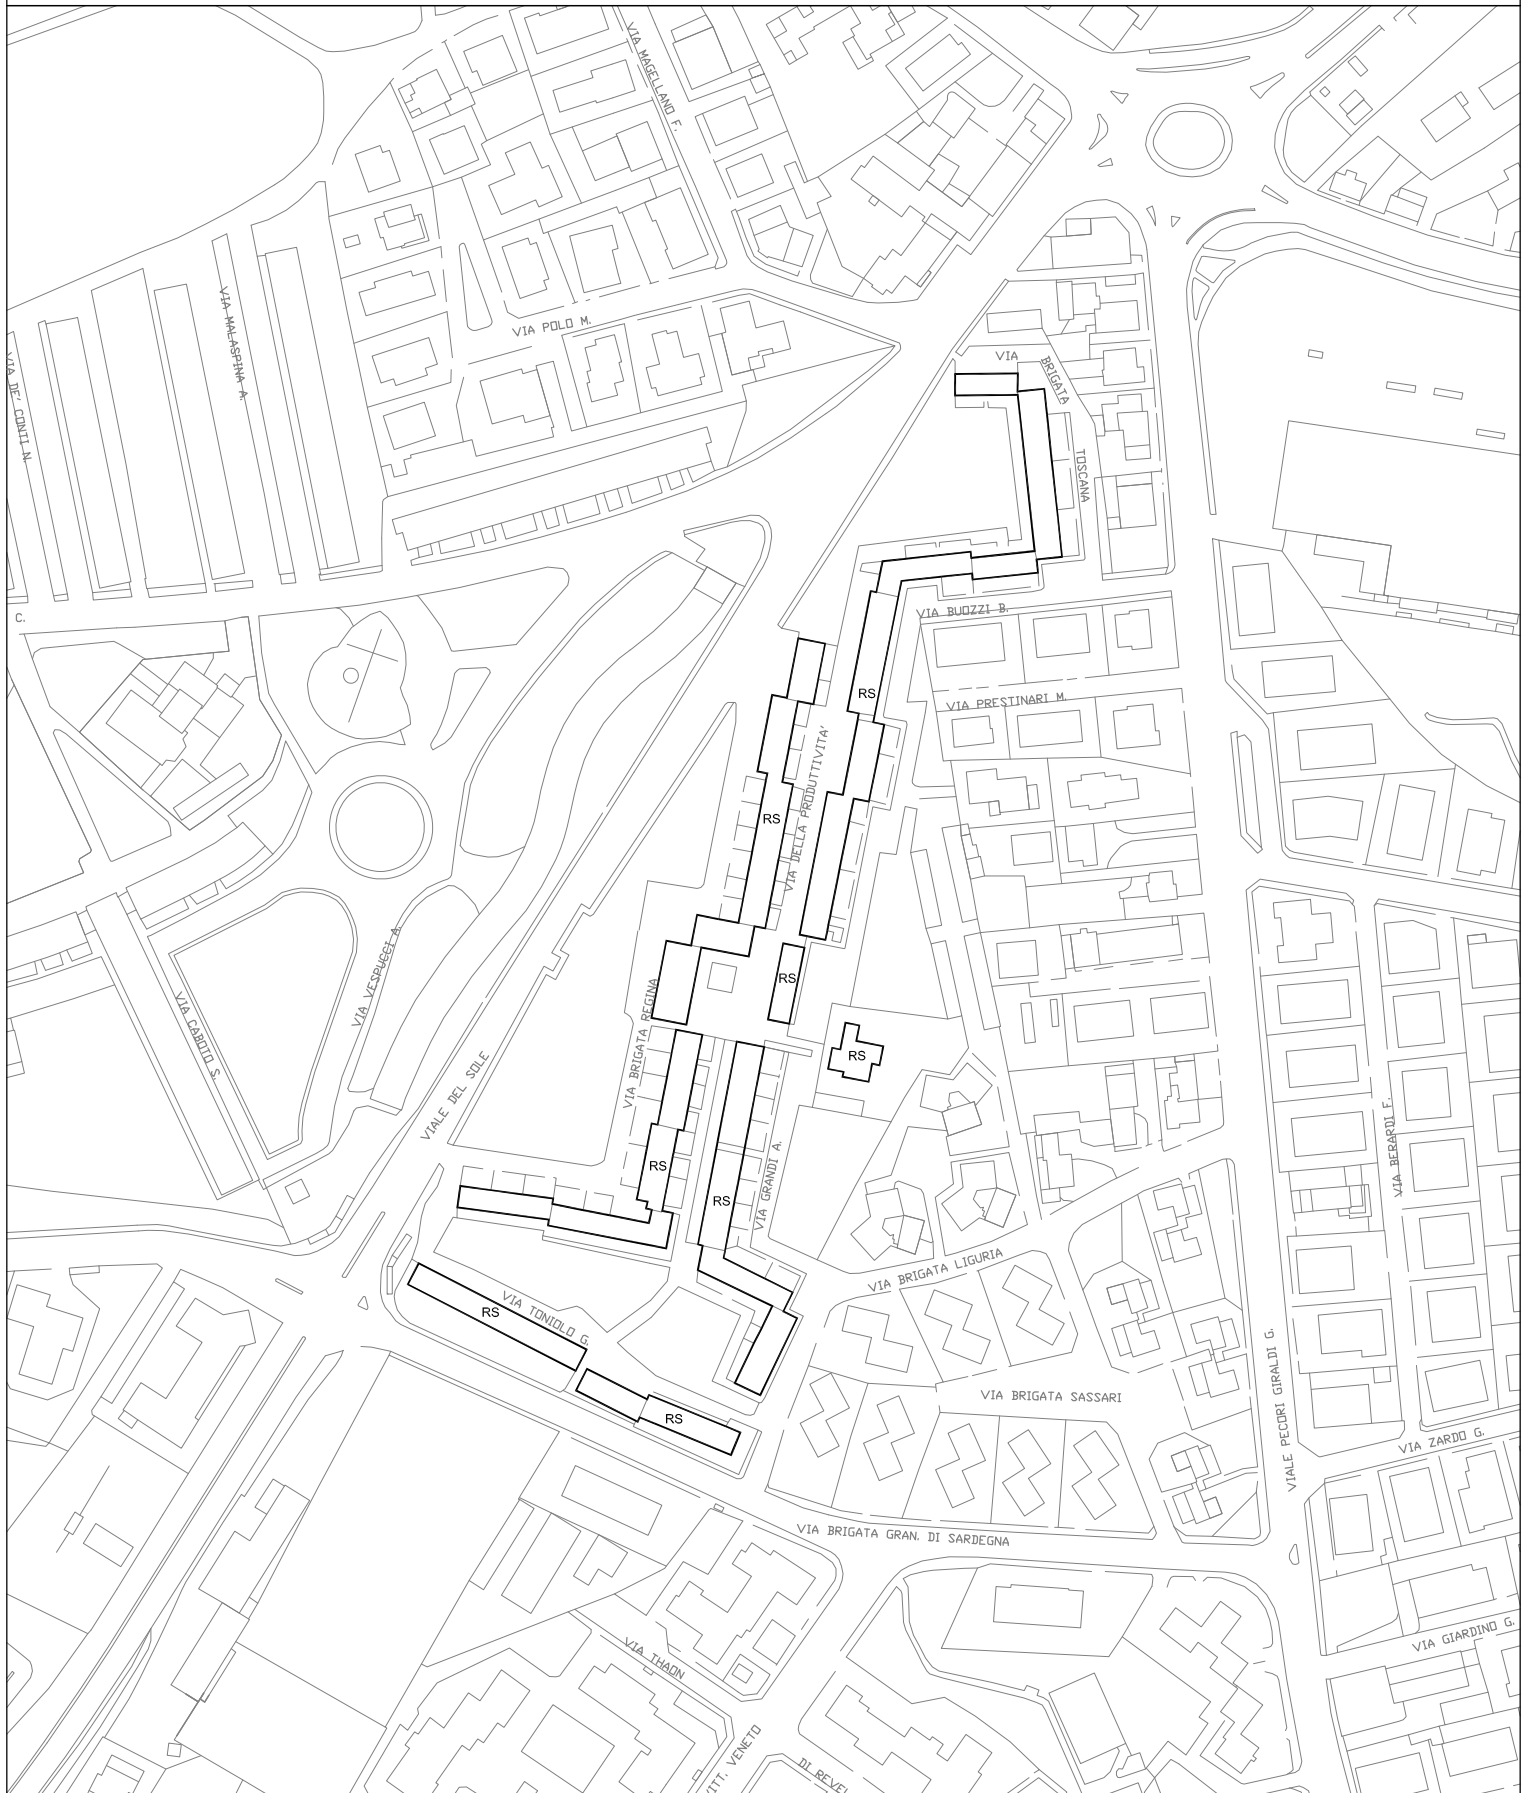 VIA MAGELLANO F.
VIA MALASPINA A.
VIA POLO M.
VIA DE' CONTI N.
VIA
BRIGATA
TOSCANA
VIA BUOZZI B.
C.
RS
VIA PRESTINARI M.
VIA DELLA PRODUTTIVITA'
RS
VIA VESPUCCI A.
RS
VIA CABOTO S.
VIA BRIGATA REGINA
RS
VIALE DEL SOLE
VIA BERARDI F.
RS
RS
VIA GRANDI A.
VIA BRIGATA LIGURIA
VIA TONIOLO G.
RS
VIA BRIGATA SASSARI
RS
VIALE PECORI GIRALDI G.
VIA ZARDO G.
VIA BRIGATA GRAN. DI SARDEGNA
VIA GIARDINO G.
VIA THAON
VITT. VENETO
DI REVE